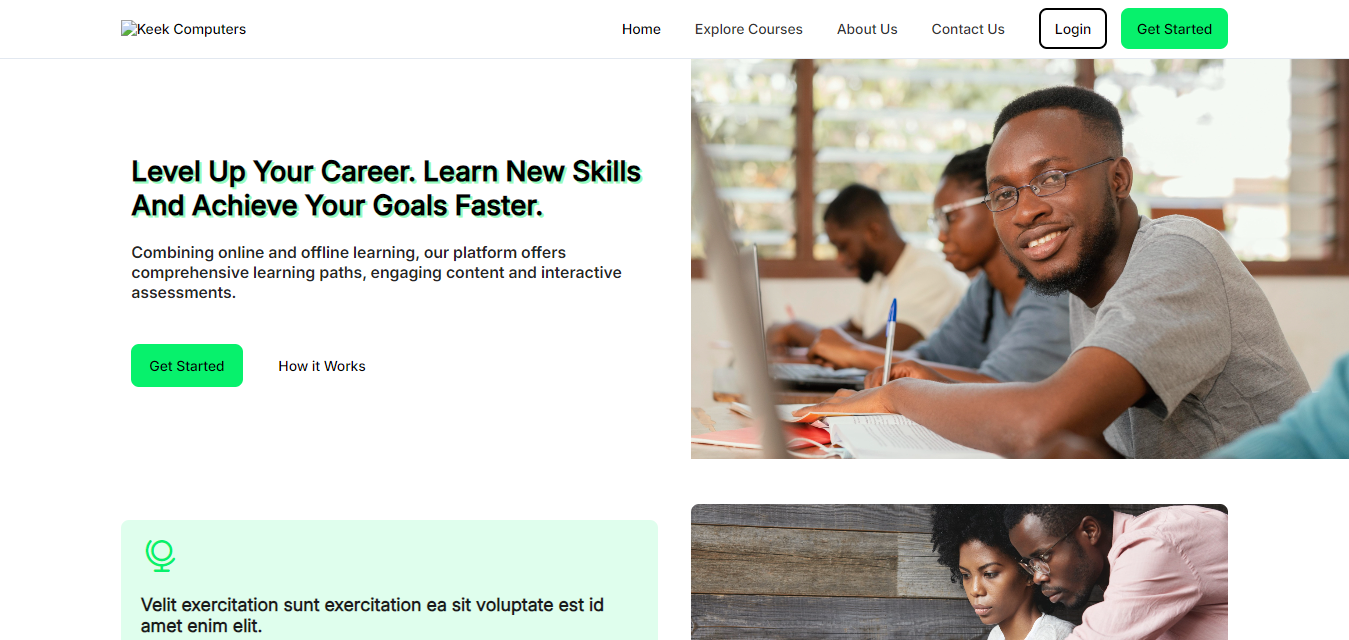 Keek Computers
Home
Explore Courses
About Us
Contact Us
Login
Get Started
Level Up Your Career. Learn New Skills
And Achieve Your Goals Faster.
Combining online and offline learning, our platform offers
comprehensive learning paths, engaging content and interactive
assessments.
Get Started
How it Works
Velit exercitation sunt exercitation ea sit voluptate est id
amet enim elit.